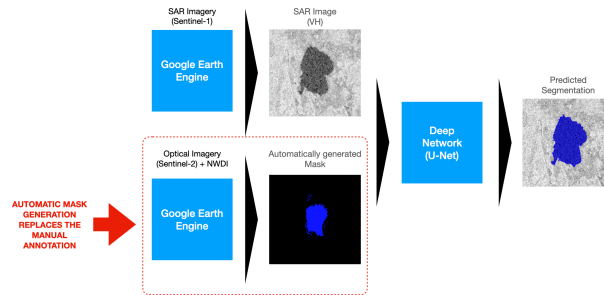 SAR Imagery
(Sentinel-1)
Google Earth
Engine
SAR Image
(VH)
Optical Imagery
(Sentinel-2) + NWDI
Google Earth
Engine
Automatically generated
Mask
AUTOMATIC MASK
GENERATION
REPLACES THE
MANUAL
ANNOTATION
Deep
Network
(U-Net)
Predicted
Segmentation